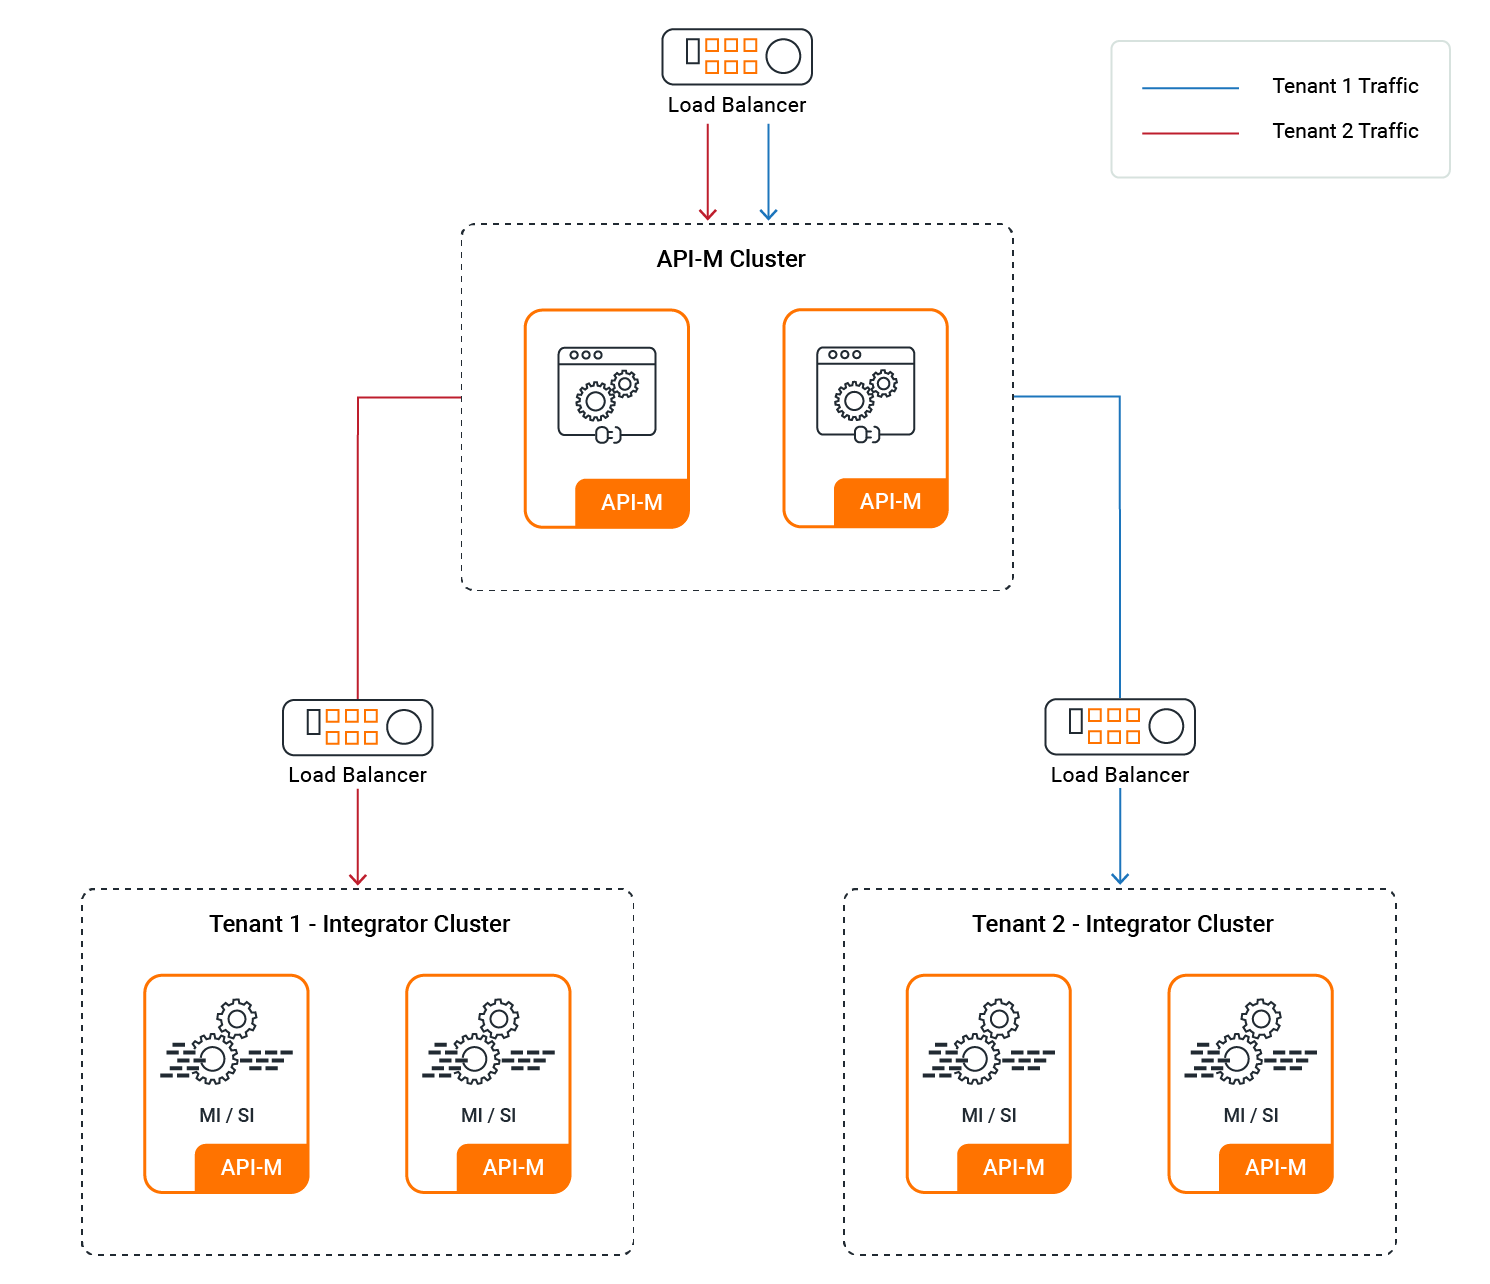 Load Balancer
Tenant 1 Traffic
Tenant 2 Traffic
API-M Cluster
API-M
API-M
Load Balancer
Load Balancer
Tenant 1 - Integrator Cluster
MI / SI
API-M
MI / SI
API-M
Tenant 2 - Integrator Cluster
MI / SI
API-M
MI / SI
API-M